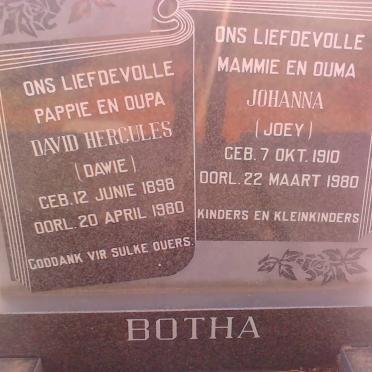 ONS LIEFDEVOLLE
PAPPIE EN OUPA
DAVID HERCULES
(DAWIE)
GEB. 12 JUNIE 1898
OORL. 20 APRIL 1980
GODDANK VIR SULKE OUERS.
ONS LIEFDEVOLLE
MAMMIE EN OUMA
JOHANNA
(JOEY)
GEB. 7 OKT. 1910
OORL. 22 MAART 1980
KINDERS EN KLEINKINDERS
BOTHA